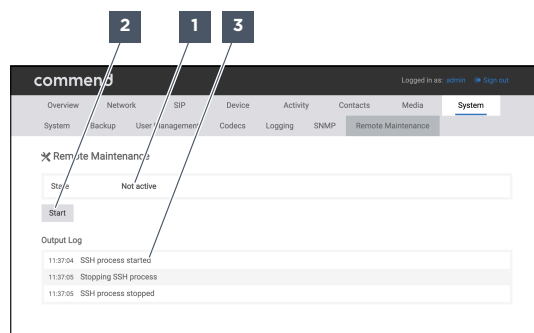 2 1 3
commend
Logged in as: admin Sign out
Overview Network SIP Device Activity Contacts Media System
System Backup User Management Codecs Logging SNMP Remote Maintenance
Remote Maintenance
State Not active
Start
Output Log
11:37:04 SSH process started
11:37:05 Stopping SSH process
11:37:05 SSH process stopped